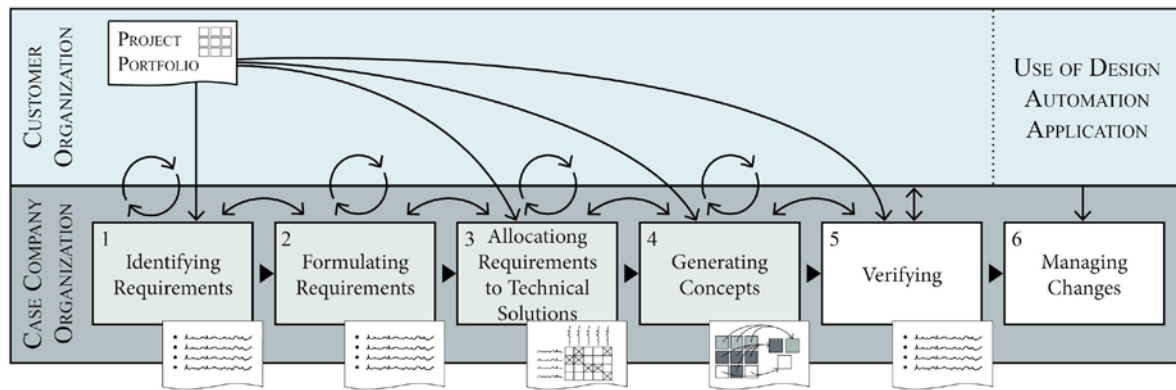 CUSTOMER
ORGANIZATION
PROJECT
PORTFOLIO
USE OF DESIGN
AUTOMATION
APPLICATION
CASE COMPANY
ORGANIZATION
1
Identifying
Requirements
2
Formulating
Requirements
3
Allocationg
Requirements
to Technical
Solutions
4
Generating
Concepts
5
Verifying
6
Managing
Changes